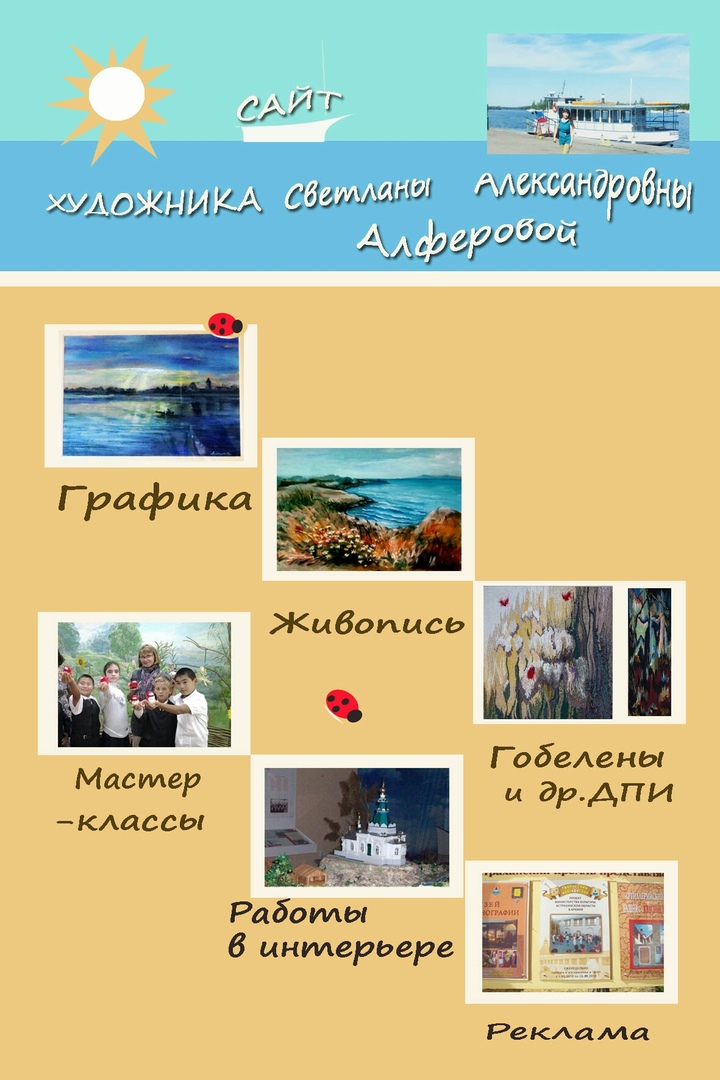 САЙТ
ХУДОЖНИКА Светланы Александровны
Алферовой
Графика
Живопись
Гобелены
и др.ДПИ
Мастер
-классы
Работы
в интерьере
Реклама